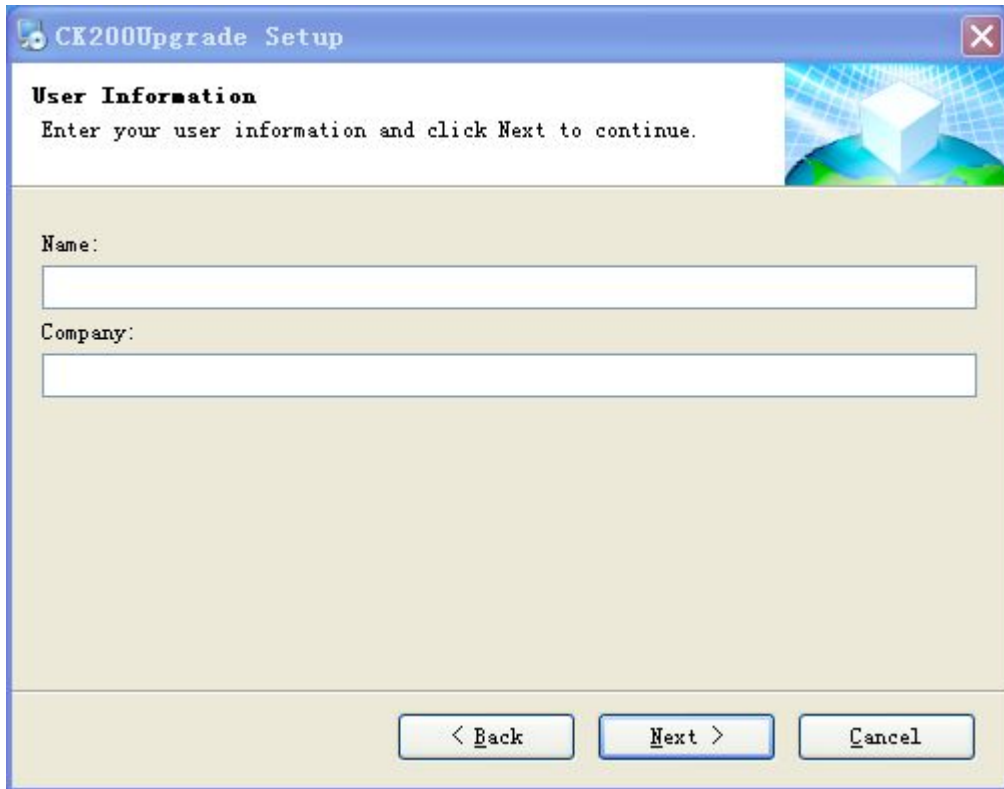 CK200Upgrade Setup
User Information
Enter your user information and click Next to continue.
Name:
Company:
< Back
Next >
Cancel